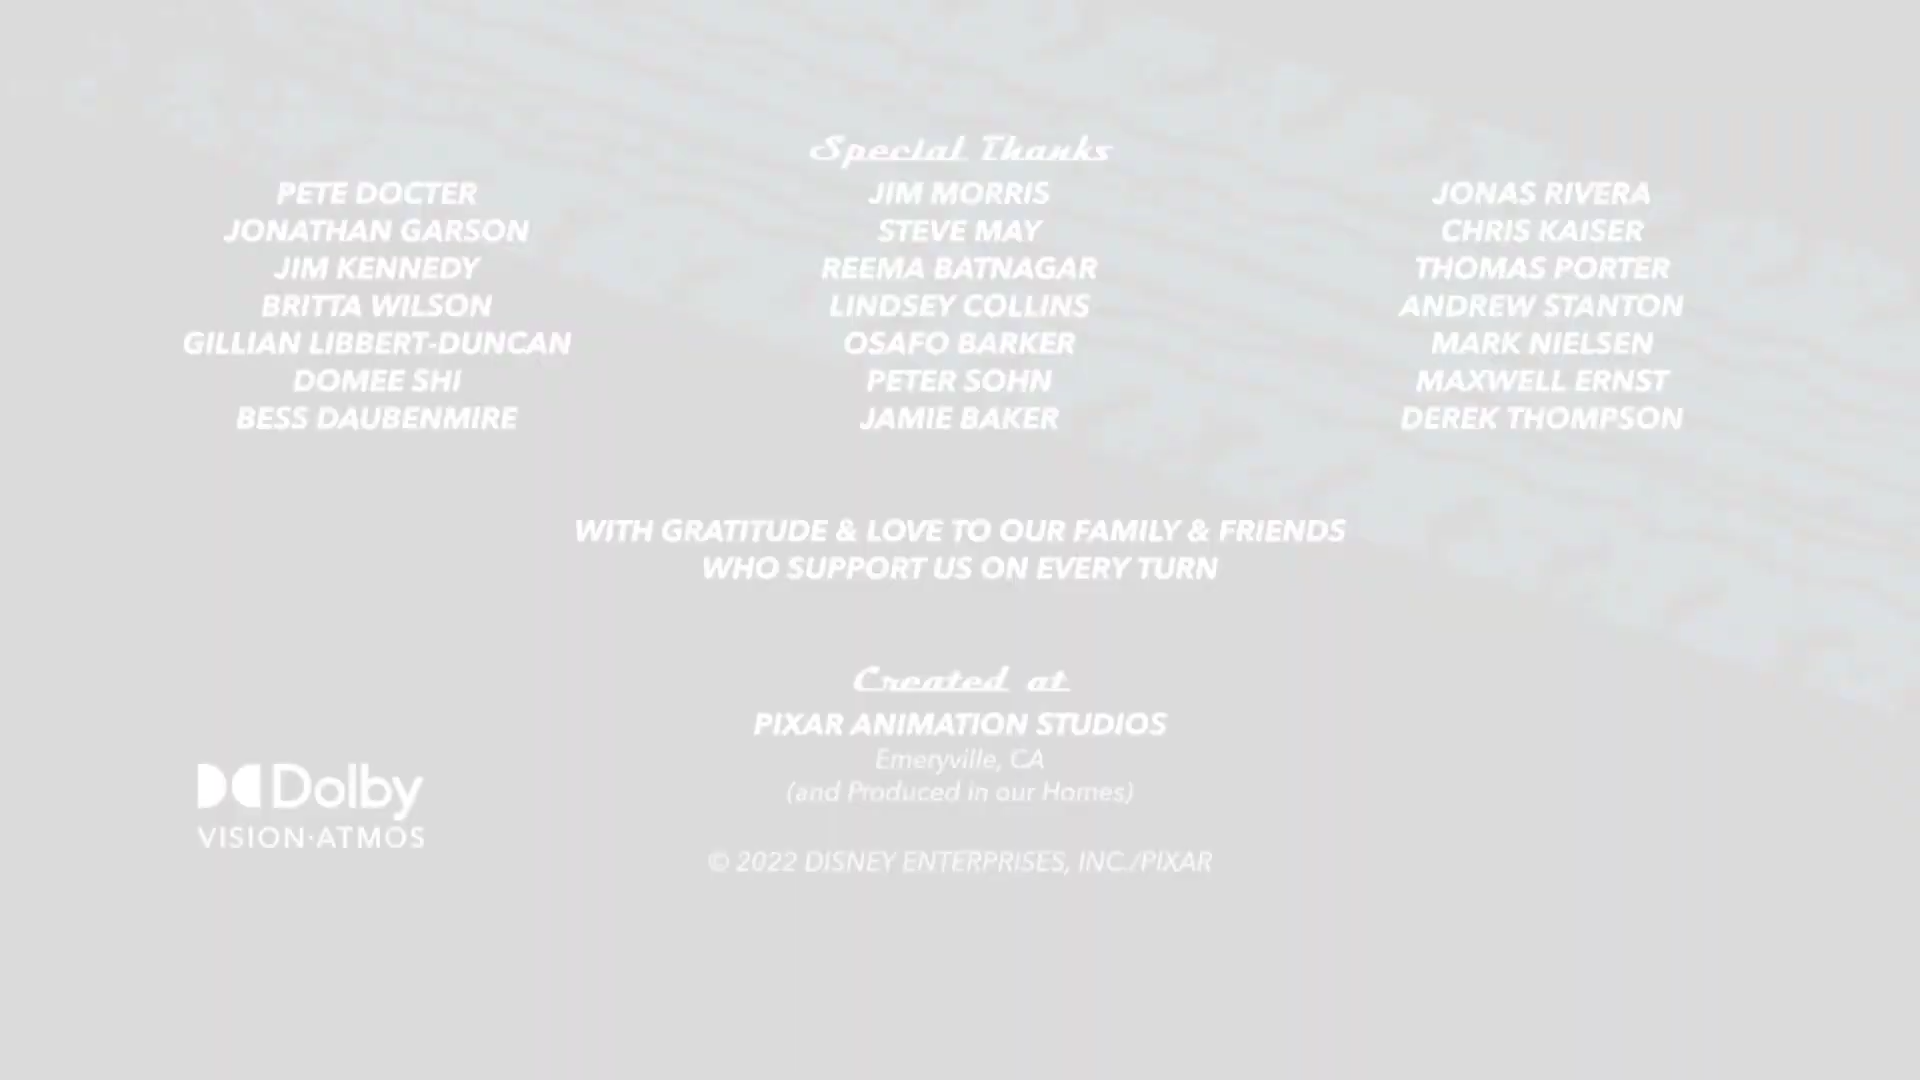 Special Thanks
PETE DOCTER JIM MORRIS JONAS RIVERA
JONATHAN GARSON STEVE MAY CHRIS KAISER
JIM KENNEDY REEMA BATNAGAR THOMAS PORTER
BRITTA WILSON LINDSEY COLLINS ANDREW STANTON
GILLIAN LIBBERT-DUNCAN OSAFO BARKER MARK NIELSEN
DOMEE SHI PETER SOHN MAXWELL ERNST
BESS DAUBENMIRE JAMIE BAKER DEREK THOMPSON
WITH GRATITUDE & LOVE TO OUR FAMILY & FRIENDS
WHO SUPPORT US ON EVERY TURN
Created at
PIXAR ANIMATION STUDIOS
Emeryville, CA
(and Produced in our Homes)
Dolby
VISION·ATMOS
© 2022 DISNEY ENTERPRISES, INC./PIXAR